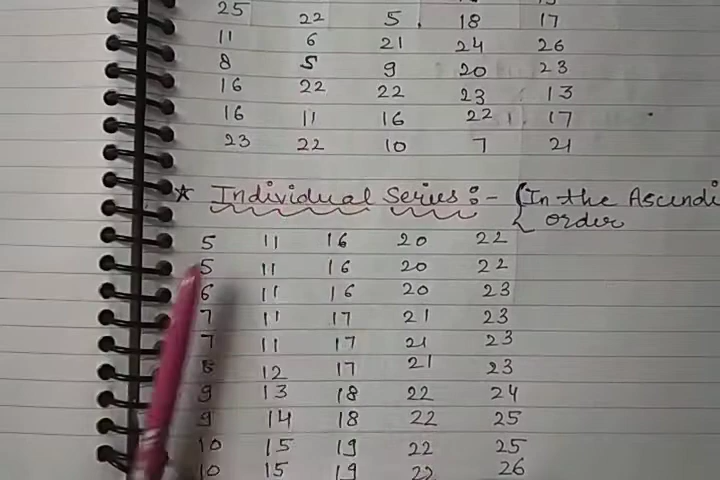 25 22 5 18 17
11 6 21 24 26
8 5 9 20 23
16 22 22 23 13
16 11 16 22 17
23 22 10 7 21
* Individual Series :- {In the Ascendi
order
5 11 16 20 22
5 11 16 20 22
6 11 16 20 23
7 11 17 21 23
7 11 17 21 23
8 12 17 21 23
9 13 18 22 24
9 14 18 22 25
10 15 19 22 25
10 15 19 22 26